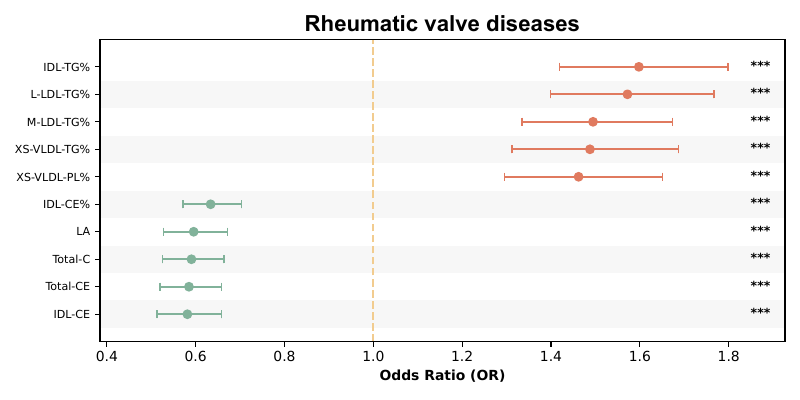 Rheumatic valve diseases
IDL-TG% ***
L-LDL-TG% ***
M-LDL-TG% ***
XS-VLDL-TG% ***
XS-VLDL-PL% ***
IDL-CE% ***
LA ***
Total-C ***
Total-CE ***
IDL-CE ***
0.4 0.6 0.8 1.0 1.2 1.4 1.6 1.8
Odds Ratio (OR)